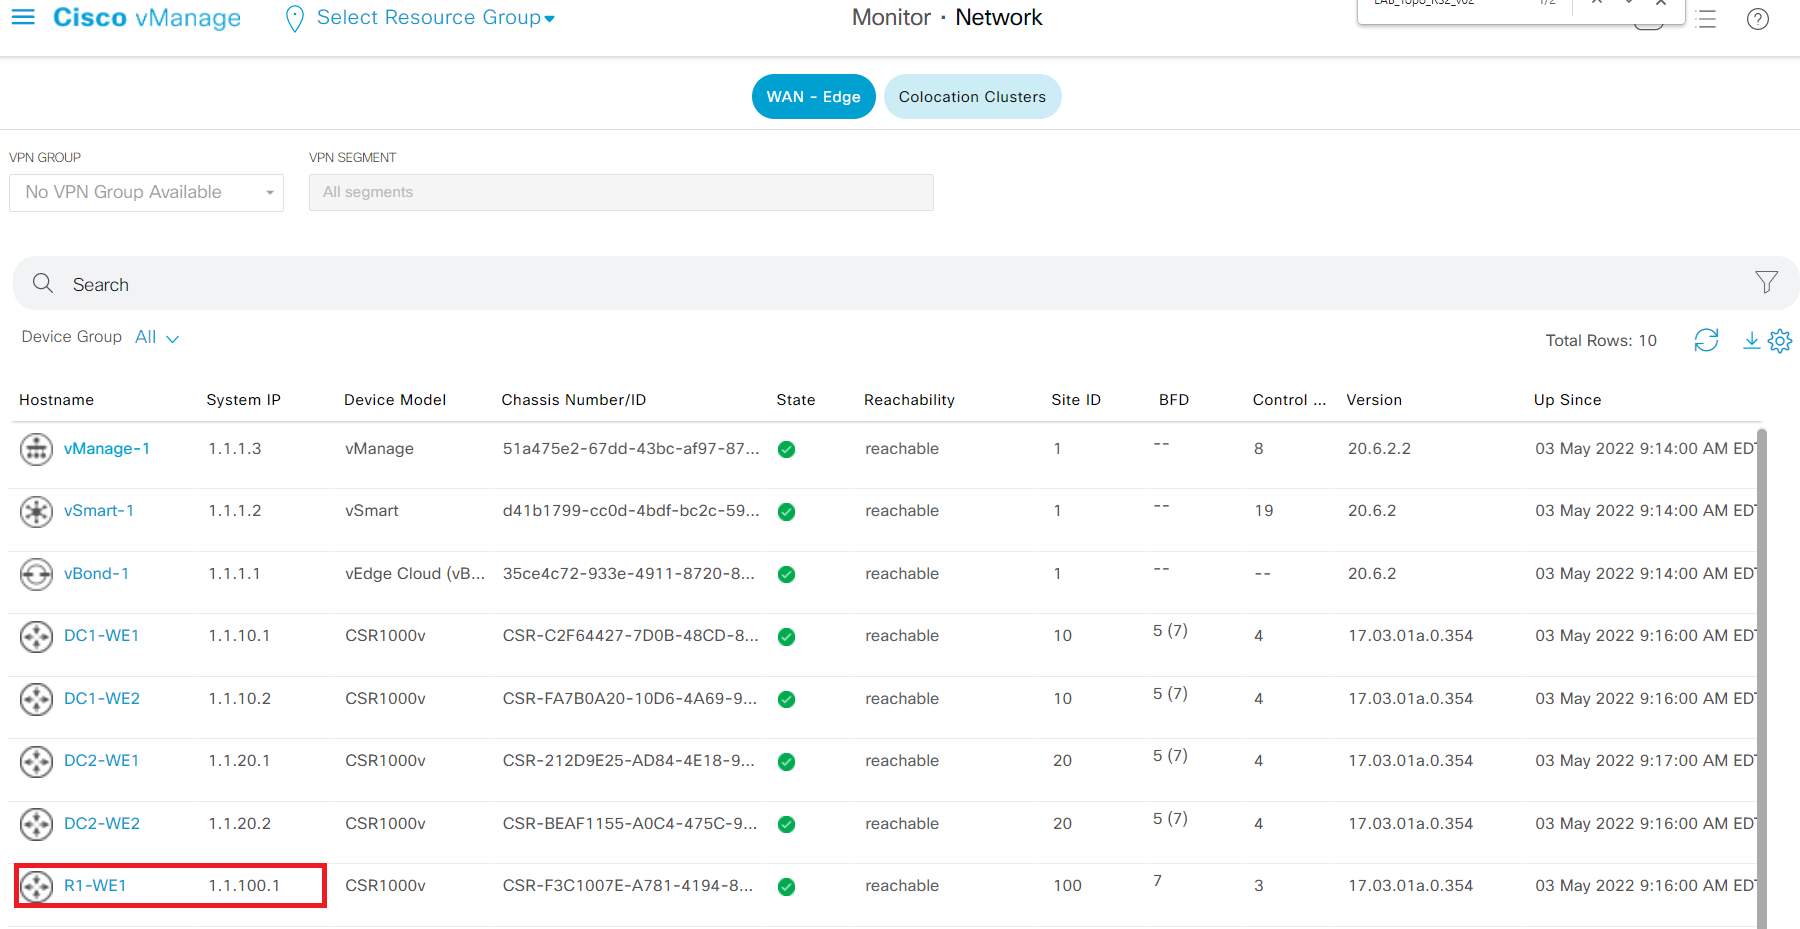 Cisco vManage Select Resource Group Monitor · Network
1/2
WAN - Edge Colocation Clusters
VPN GROUP VPN SEGMENT
No VPN Group Available All segments
Search
Device Group All Total Rows: 10
Hostname System IP Device Model Chassis Number/ID State Reachability Site ID BFD Control ... Version Up Since
vManage-1 1.1.1.3 vManage 51a475e2-67dd-43bc-af97-87... reachable 1 -- 8 20.6.2.2 03 May 2022 9:14:00 AM EDT
vSmart-1 1.1.1.2 vSmart d41b1799-cc0d-4bdf-bc2c-59... reachable 1 -- 19 20.6.2 03 May 2022 9:14:00 AM EDT
vBond-1 1.1.1.1 vEdge Cloud (vB... 35ce4c72-933e-4911-8720-8... reachable 1 -- -- 20.6.2 03 May 2022 9:14:00 AM EDT
DC1-WE1 1.1.10.1 CSR1000v CSR-C2F64427-7D0B-48CD-8... reachable 10 5 (7) 4 17.03.01a.0.354 03 May 2022 9:16:00 AM EDT
DC1-WE2 1.1.10.2 CSR1000v CSR-FA7B0A20-10D6-4A69-9... reachable 10 5 (7) 4 17.03.01a.0.354 03 May 2022 9:16:00 AM EDT
DC2-WE1 1.1.20.1 CSR1000v CSR-212D9E25-AD84-4E18-9... reachable 20 5 (7) 4 17.03.01a.0.354 03 May 2022 9:17:00 AM EDT
DC2-WE2 1.1.20.2 CSR1000v CSR-BEAF1155-A0C4-475C-9... reachable 20 5 (7) 4 17.03.01a.0.354 03 May 2022 9:16:00 AM EDT
R1-WE1 1.1.100.1 CSR1000v CSR-F3C1007E-A781-4194-8... reachable 100 7 3 17.03.01a.0.354 03 May 2022 9:16:00 AM EDT